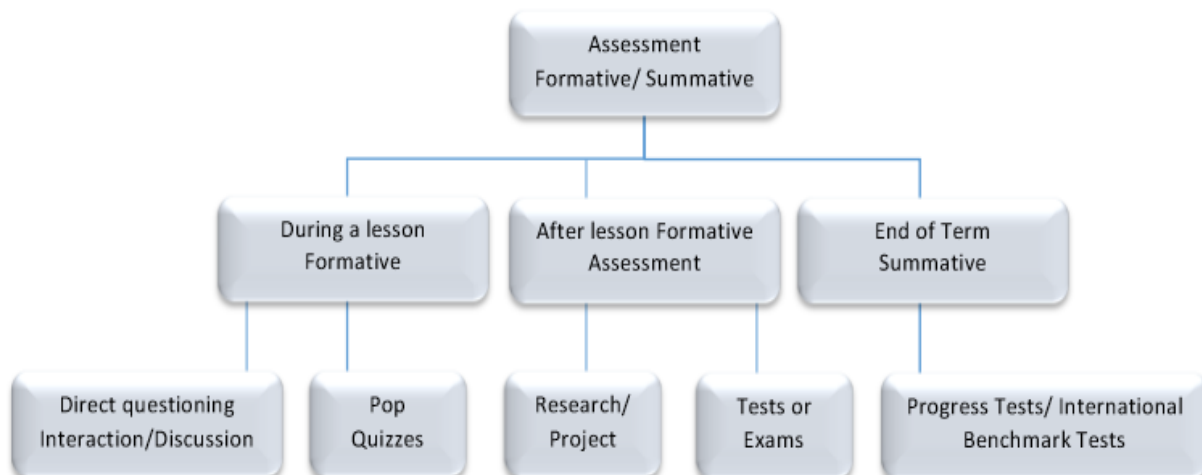 Assessment
Formative/ Summative
During a lesson
Formative
After lesson Formative
Assessment
End of Term
Summative
Direct questioning
Interaction/Discussion
Pop
Quizzes
Research/
Project
Tests or
Exams
Progress Tests/ International
Benchmark Tests